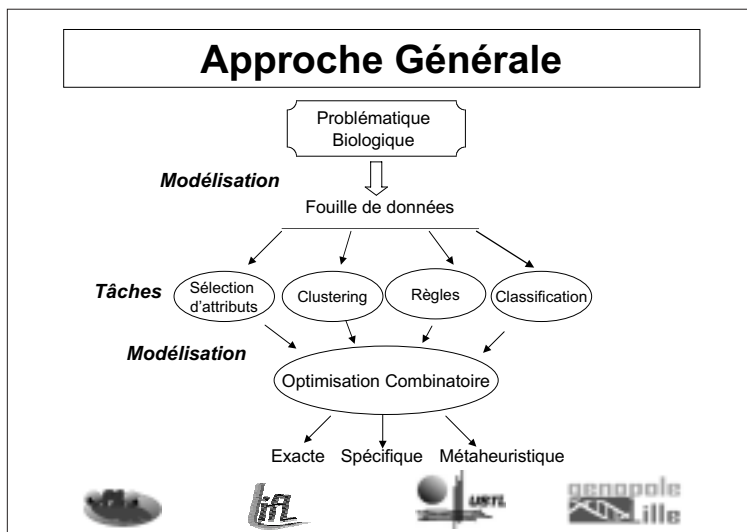 Approche Générale
Problématique
Biologique
Modélisation
Fouille de données
Tâches
Sélection
d'attributs
Clustering
Règles
Classification
Modélisation
Optimisation Combinatoire
Exacte Spécifique Métaheuristique
LIFL
USTL
genopole
Lille